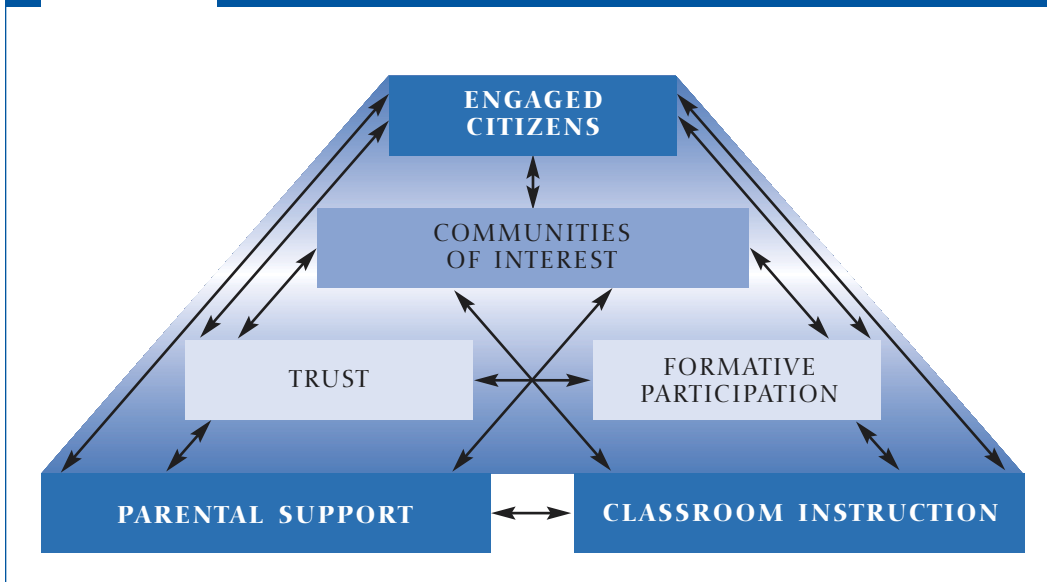 ENGAGED
CITIZENS
COMMUNITIES
OF INTEREST
TRUST
FORMATIVE
PARTICIPATION
PARENTAL SUPPORT
CLASSROOM INSTRUCTION